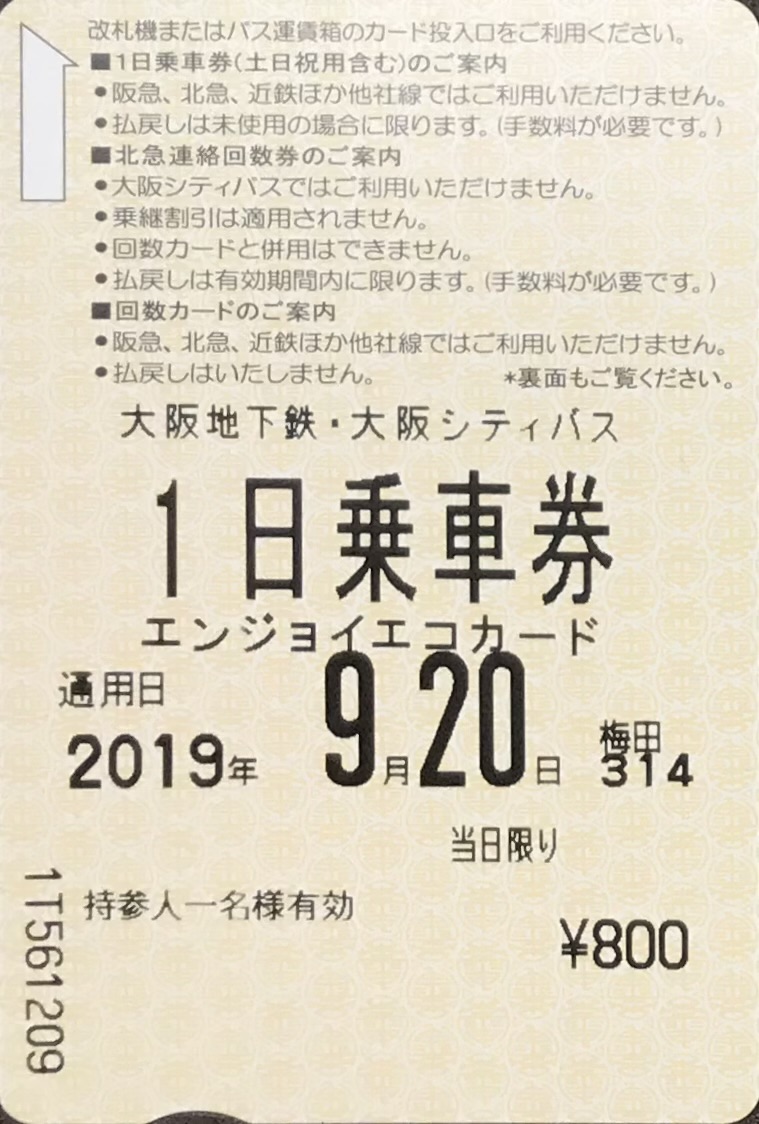 改札機またはバス運賃箱のカード投入口をご利用ください。
■1日乗車券(土日祝用含む)のご案内
●阪急、北急、近鉄ほか他社線ではご利用いただけません。
●払戻しは未使用の場合に限ります。(手数料が必要です。)
■北急連絡回数券のご案内
●大阪シティバスではご利用いただけません。
●乗継割引は適用されません。
●回数カードと併用はできません。
●払戻しは有効期間内に限ります。(手数料が必要です。)
■回数カードのご案内
●阪急、北急、近鉄ほか他社線ではご利用いただけません。
●払戻しはいたしません。 *裏面もご覧ください。
大阪地下鉄・大阪シティバス
1日乗車券
エンジョイエコカード
通用日
2019年 9月20日 梅田
314
当日限り
持参人一名様有効
¥800
1T561209